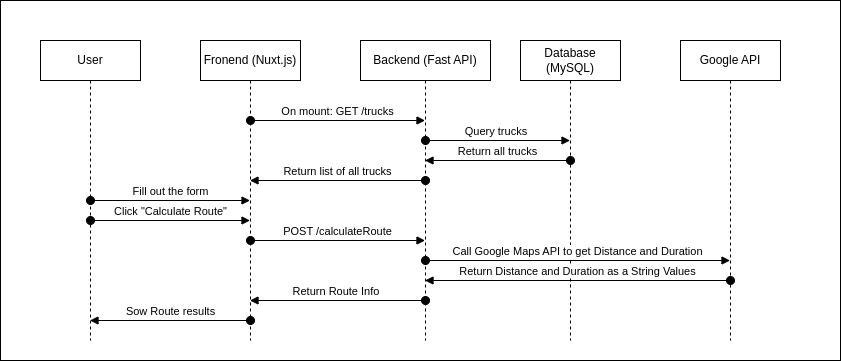 User
Fronend (Nuxt.js)
Backend (Fast API)
Database
(MySQL)
Google API
On mount: GET /trucks
Query trucks
Return all trucks
Return list of all trucks
Fill out the form
Click "Calculate Route"
POST /calculateRoute
Call Google Maps API to get Distance and Duration
Return Distance and Duration as a String Values
Return Route Info
Sow Route results